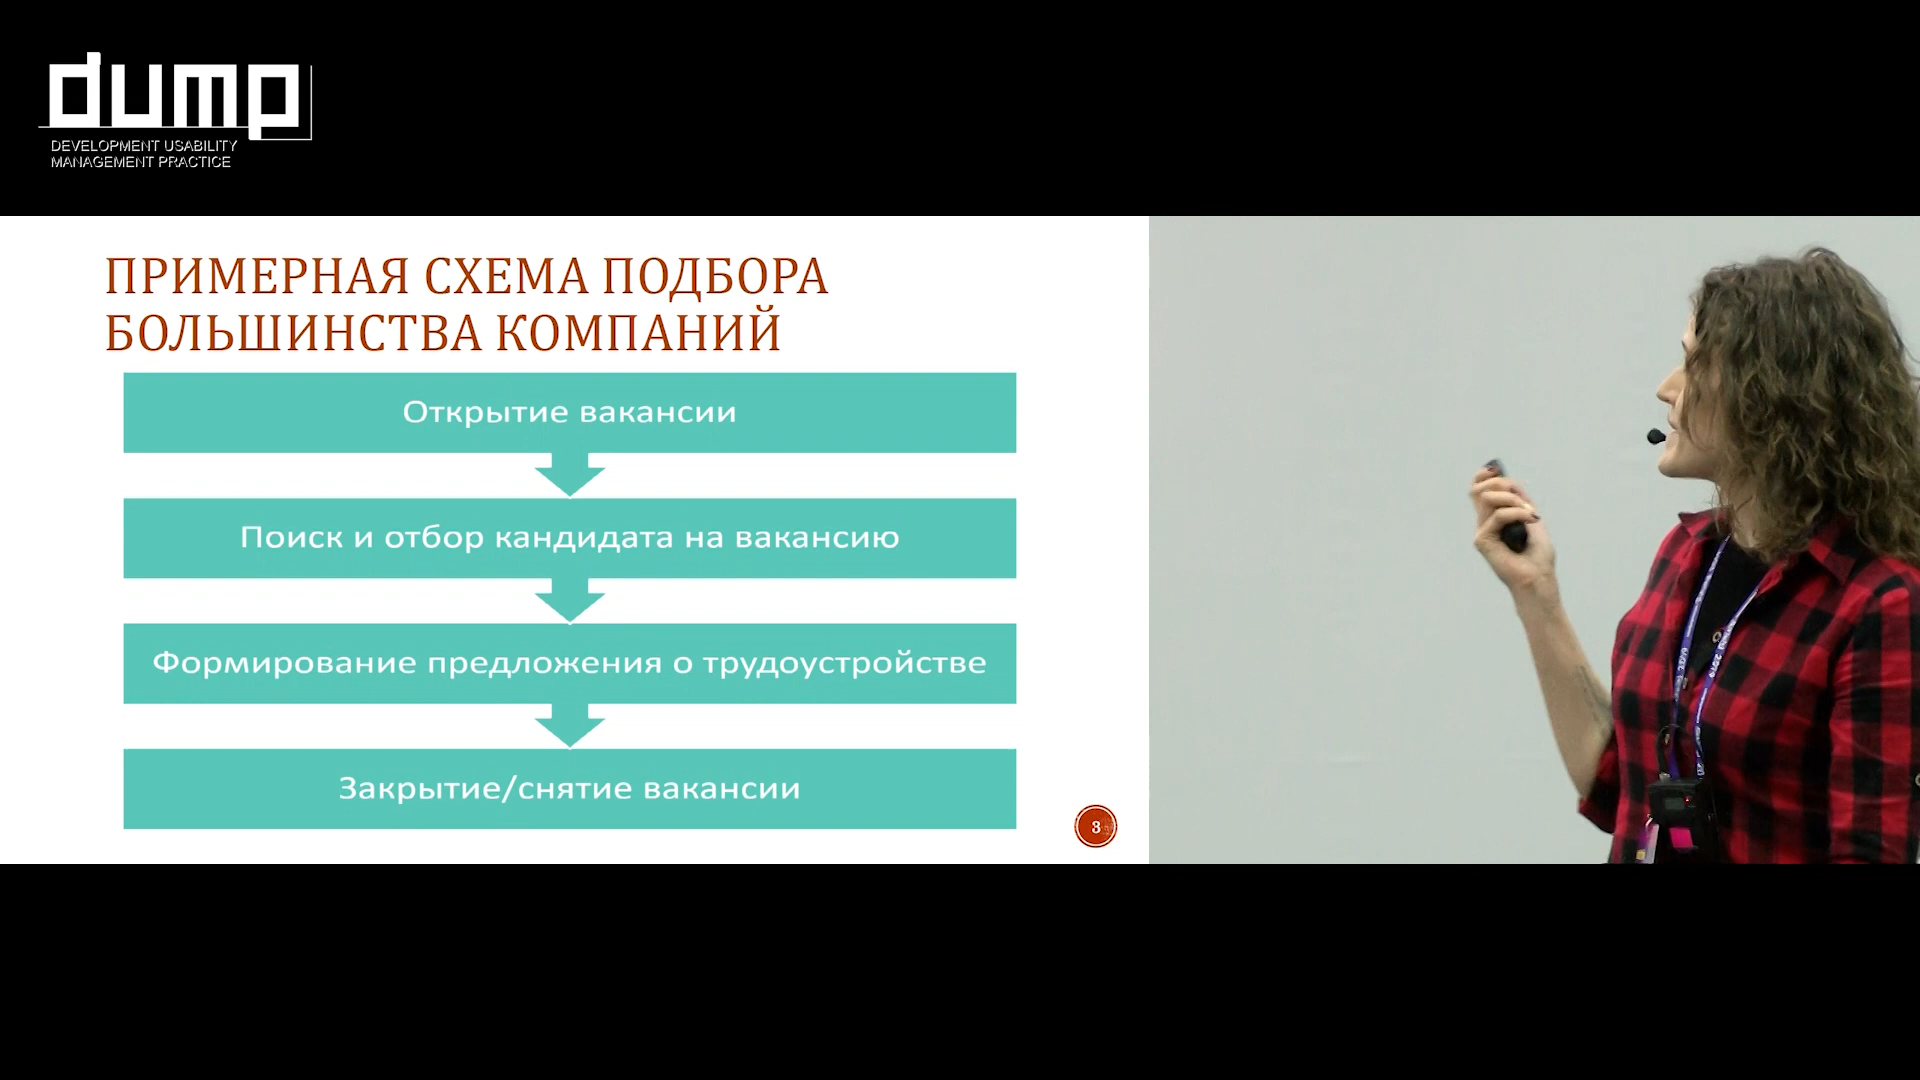 dump
DEVELOPMENT USABILITY
MANAGEMENT PRACTICE
ПРИМЕРНАЯ СХЕМА ПОДБОРА
БОЛЬШИНСТВА КОМПАНИЙ
Открытие вакансии
Поиск и отбор кандидата на вакансию
Формирование предложения о трудоустройстве
Закрытие/снятие вакансии
3